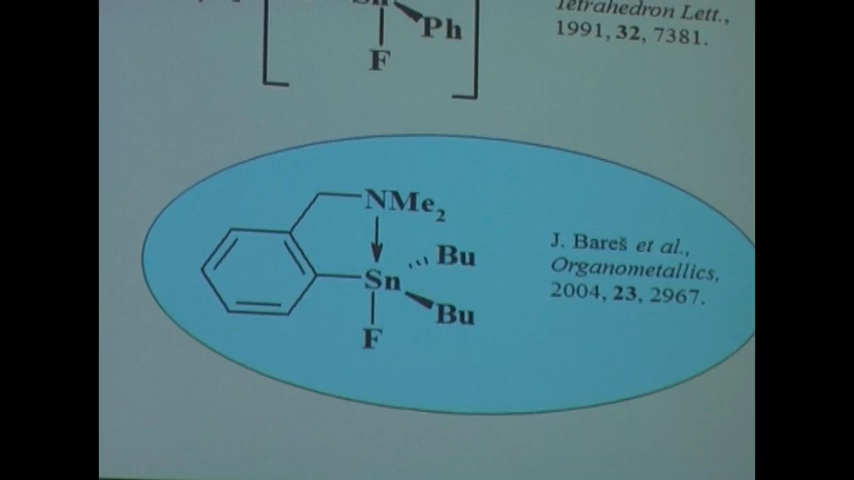 Ph
F
Tetrahedron Lett.,
1991, 32, 7381.
NMe2
Bu
Sn
Bu
F
J. Bareš et al.,
Organometallics,
2004, 23, 2967.